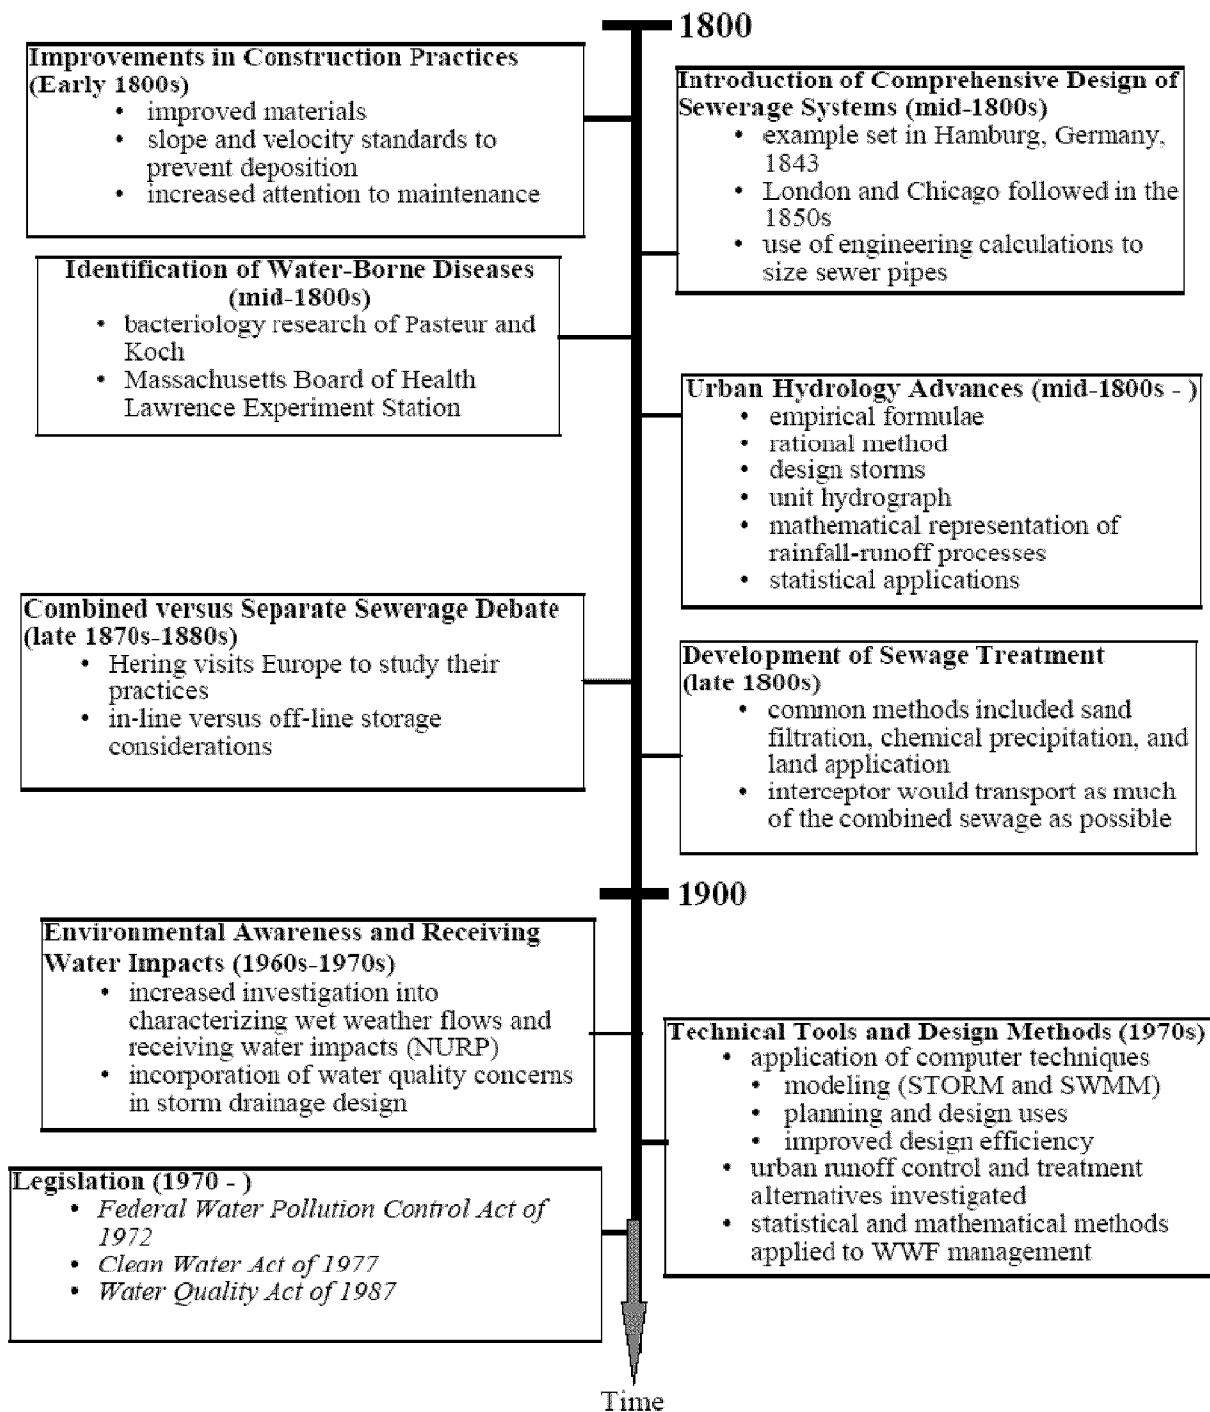 1800
Improvements in Construction Practices
(Early 1800s)
• improved materials
• slope and velocity standards to
prevent deposition
• increased attention to maintenance
Introduction of Comprehensive Design of
Sewerage Systems (mid-1800s)
• example set in Hamburg, Germany,
1843
• London and Chicago followed in the
1850s
• use of engineering calculations to
size sewer pipes
Identification of Water-Borne Diseases
(mid-1800s)
• bacteriology research of Pasteur and
Koch
• Massachusetts Board of Health
Lawrence Experiment Station
Urban Hydrology Advances (mid-1800s - )
• empirical formulae
• rational method
• design storms
• unit hydrograph
• mathematical representation of
rainfall-runoff processes
• statistical applications
Combined versus Separate Sewerage Debate
(late 1870s-1880s)
• Hering visits Europe to study their
practices
• in-line versus off-line storage
considerations
Development of Sewage Treatment
(late 1800s)
• common methods included sand
filtration, chemical precipitation, and
land application
• interceptor would transport as much
of the combined sewage as possible
1900
Environmental Awareness and Receiving
Water Impacts (1960s-1970s)
• increased investigation into
characterizing wet weather flows and
receiving water impacts (NURP)
• incorporation of water quality concerns
in storm drainage design
Technical Tools and Design Methods (1970s)
• application of computer techniques
• modeling (STORM and SWMM)
• planning and design uses
• improved design efficiency
• urban runoff control and treatment
alternatives investigated
• statistical and mathematical methods
applied to WWF management
Legislation (1970 - )
• Federal Water Pollution Control Act of
1972
• Clean Water Act of 1977
• Water Quality Act of 1987
Time